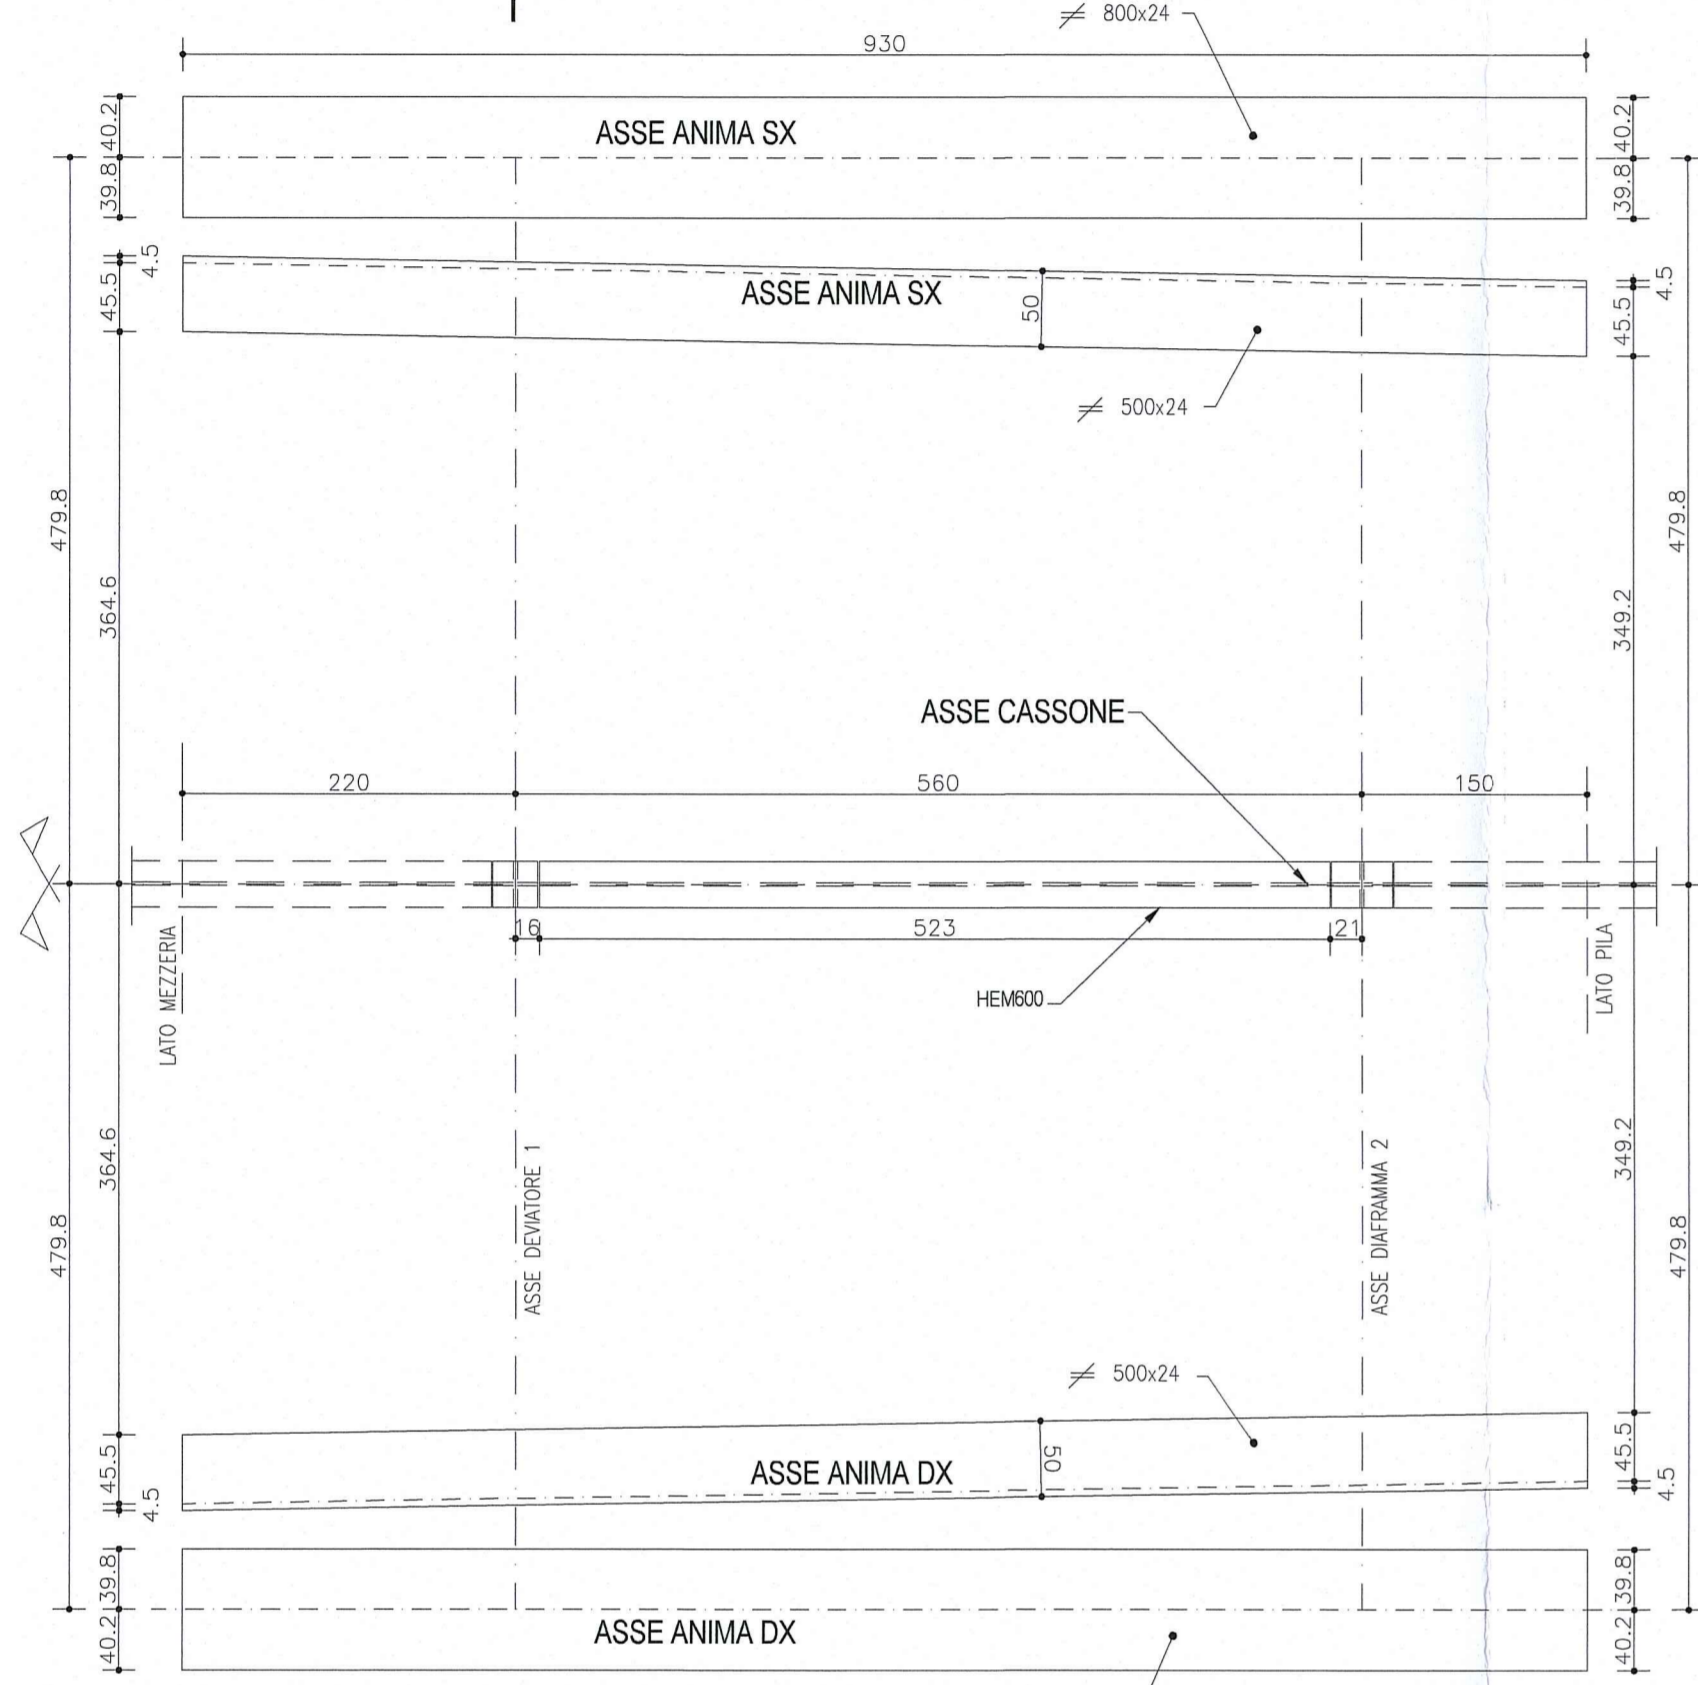 ≠ 800x24
930
40.2
39.8
ASSE ANIMA SX
40.2
39.8
4.5
45.5
ASSE ANIMA SX
50
4.5
45.5
≠ 500x24
479.8
364.6
479.8
349.2
ASSE CASSONE
220
560
150
16
523
21
HEM600
LATO MEZZERIA
LATO PILA
ASSE DEVIATORE 1
ASSE DIAFRAMMA 2
364.6
479.8
349.2
479.8
≠ 500x24
45.5
4.5
ASSE ANIMA DX
50
45.5
4.5
39.8
40.2
ASSE ANIMA DX
39.8
40.2